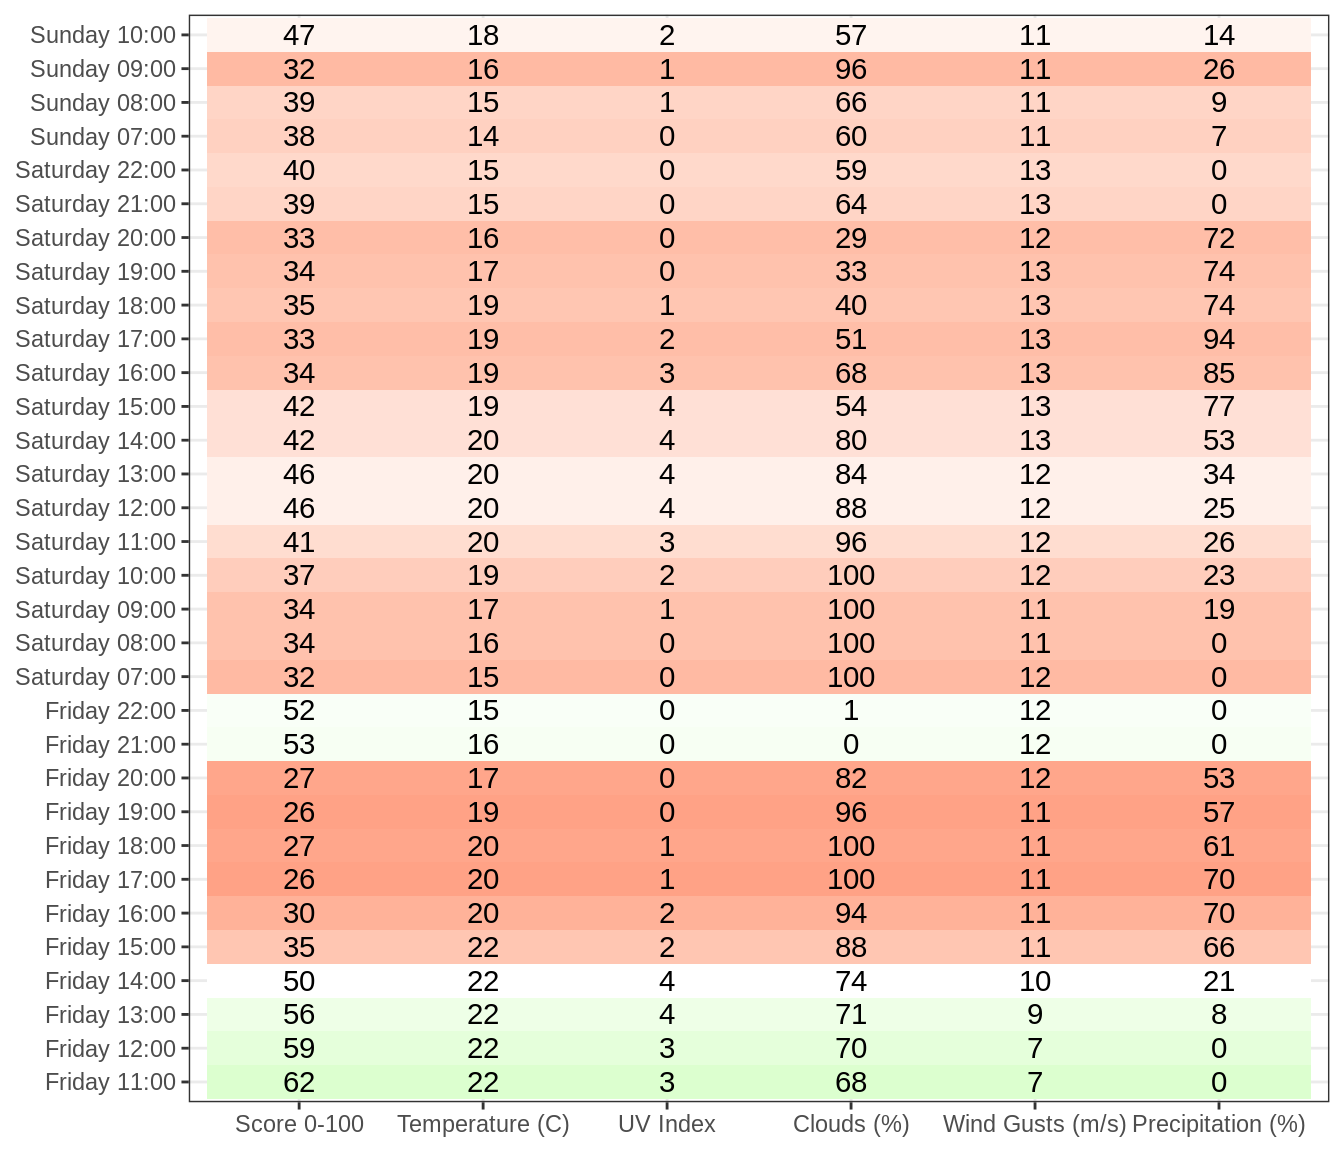 Sunday 10:00 47 18 2 57 11 14
Sunday 09:00 32 16 1 96 11 26
Sunday 08:00 39 15 1 66 11 9
Sunday 07:00 38 14 0 60 11 7
Saturday 22:00 40 15 0 59 13 0
Saturday 21:00 39 15 0 64 13 0
Saturday 20:00 33 16 0 29 12 72
Saturday 19:00 34 17 0 33 13 74
Saturday 18:00 35 19 1 40 13 74
Saturday 17:00 33 19 2 51 13 94
Saturday 16:00 34 19 3 68 13 85
Saturday 15:00 42 19 4 54 13 77
Saturday 14:00 42 20 4 80 13 53
Saturday 13:00 46 20 4 84 12 34
Saturday 12:00 46 20 4 88 12 25
Saturday 11:00 41 20 3 96 12 26
Saturday 10:00 37 19 2 100 12 23
Saturday 09:00 34 17 1 100 11 19
Saturday 08:00 34 16 0 100 11 0
Saturday 07:00 32 15 0 100 12 0
Friday 22:00 52 15 0 1 12 0
Friday 21:00 53 16 0 0 12 0
Friday 20:00 27 17 0 82 12 53
Friday 19:00 26 19 0 96 11 57
Friday 18:00 27 20 1 100 11 61
Friday 17:00 26 20 1 100 11 70
Friday 16:00 30 20 2 94 11 70
Friday 15:00 35 22 2 88 11 66
Friday 14:00 50 22 4 74 10 21
Friday 13:00 56 22 4 71 9 8
Friday 12:00 59 22 3 70 7 0
Friday 11:00 62 22 3 68 7 0
Score 0-100 Temperature (C) UV Index Clouds (%) Wind Gusts (m/s) Precipitation (%)